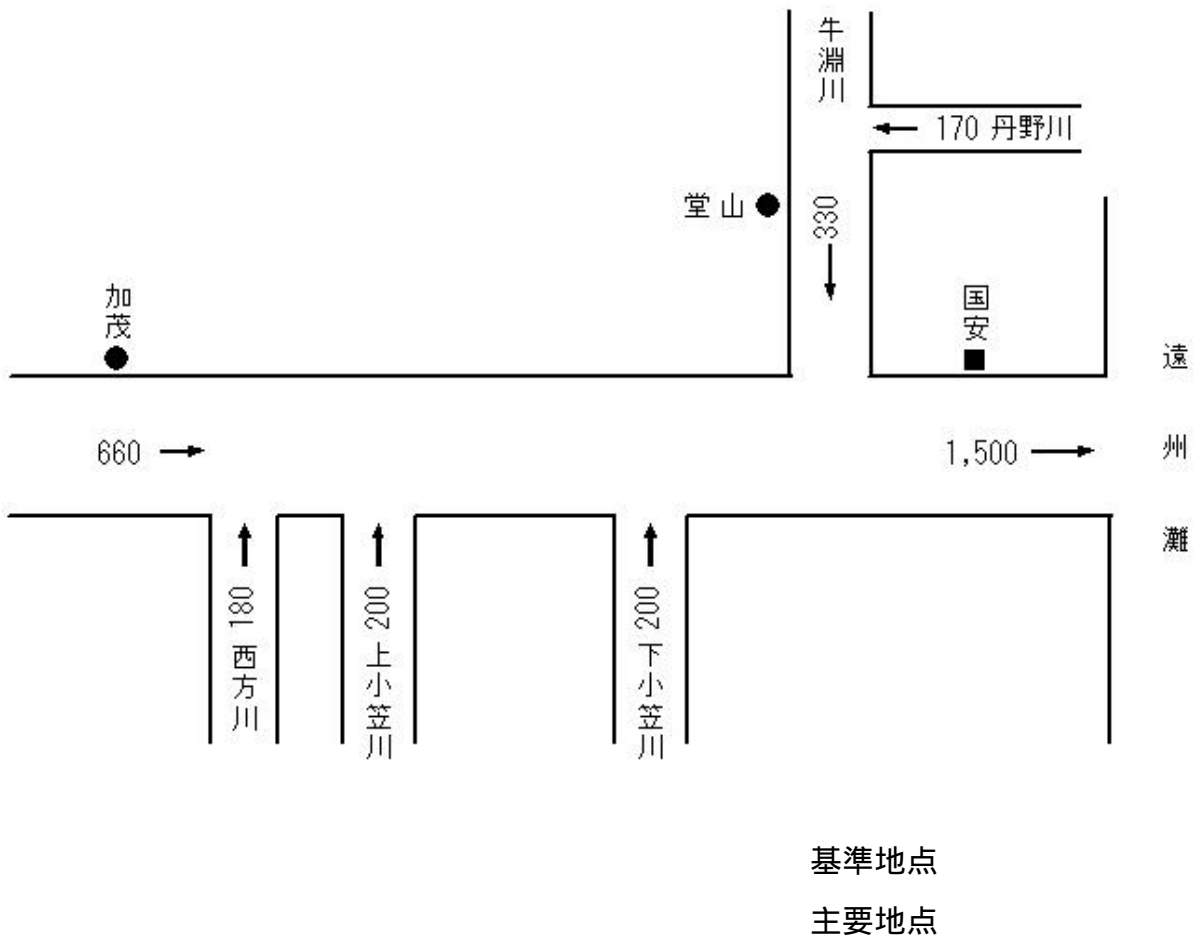 牛淵川
170 丹野川
堂山
330
加茂
国安
遠州灘
660
1,500
180 西方川
200 上小笠川
200 下小笠川
基準地点
主要地点